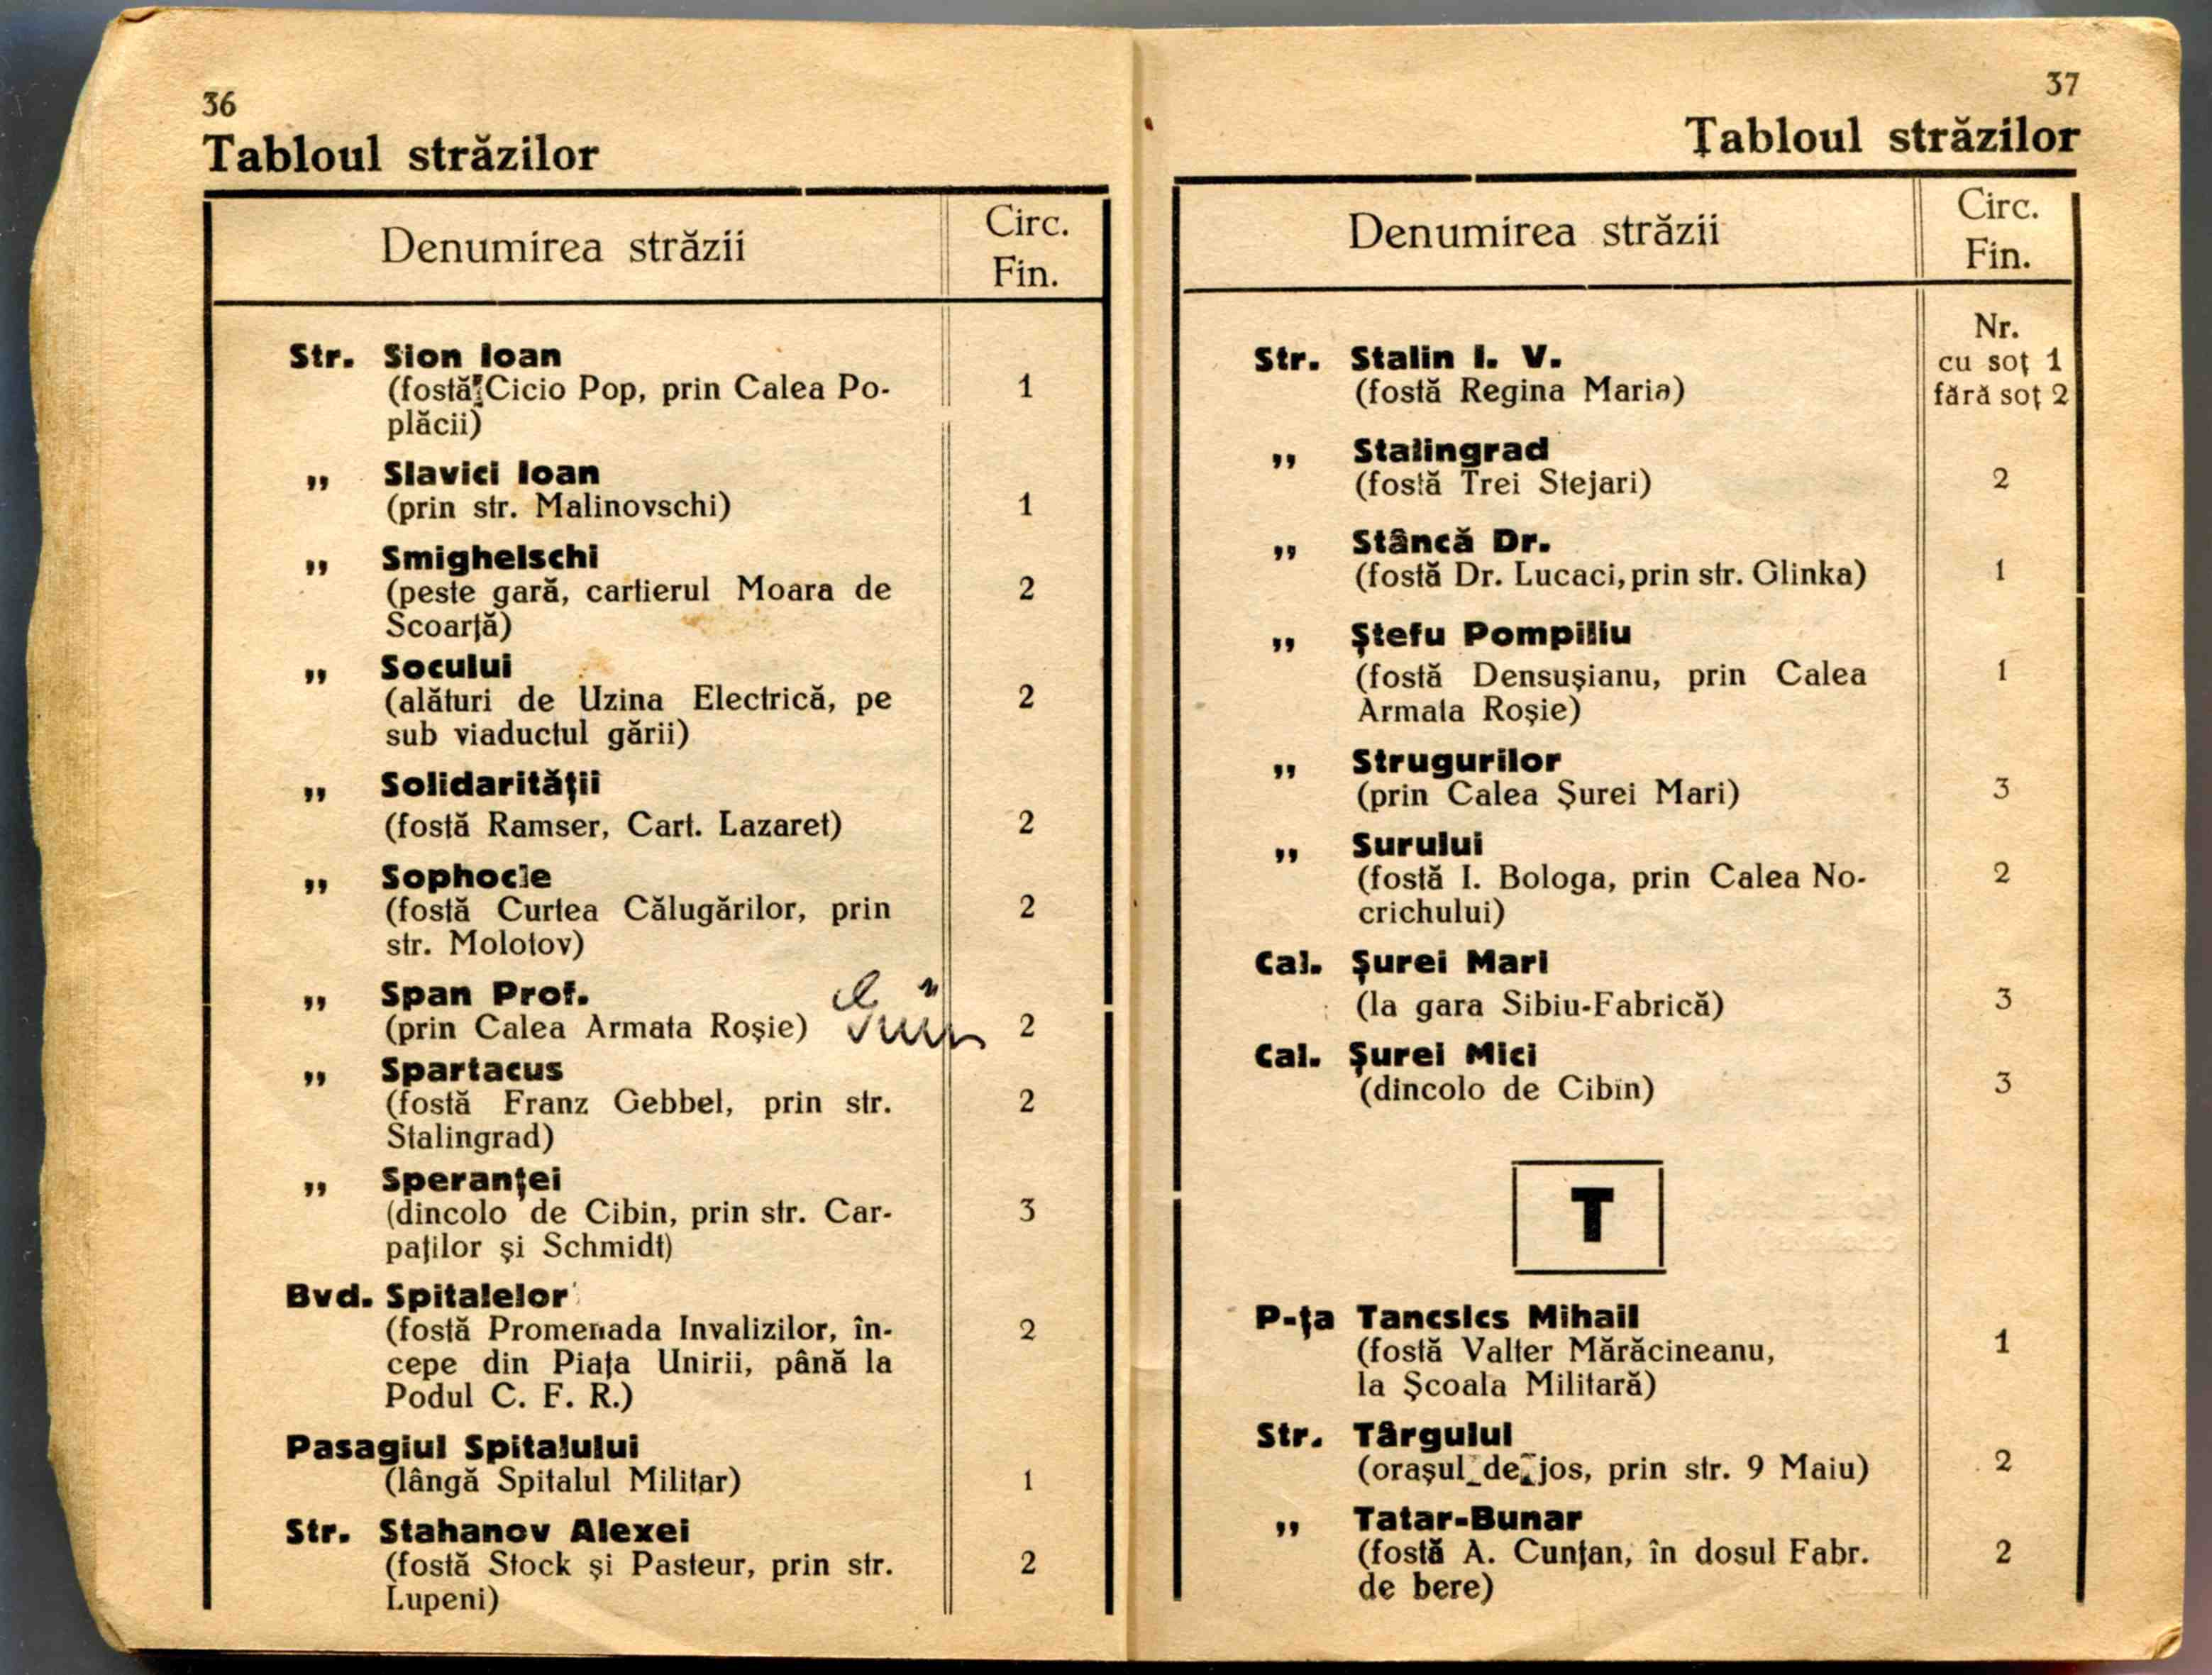 36
Tabloul străzilor
Denumirea străzii
Circ.
Fin.
Str. Sion Ioan
(fostă Cicio Pop, prin Calea Po- 1
plăcii)
„ Slavici Ioan
(prin str. Malinovschi) 1
„ Smighelschi
(peste gară, cartierul Moara de 2
Scoarță)
„ Socului
(alături de Uzina Electrică, pe 2
sub viaductul gării)
„ Solidarității
(fostă Ramser, Cart. Lazaret) 2
„ Sophocle
(fostă Curtea Călugărilor, prin 2
str. Molotov)
„ Span Prof.
(prin Calea Armata Roşie) 2
„ Spartacus
(fostă Franz Gebbel, prin str. 2
Stalingrad)
„ Speranței
(dincolo de Cibin, prin str. Car- 3
paților şi Schmidt)
Bvd. Spitalelor
(fostă Promenada Invalizilor, în- 2
cepe din Piața Unirii, până la
Podul C. F. R.)
Pasagiul Spitalului
(lângă Spitalul Militar) 1
Str. Stahanov Alexei
(fostă Stock şi Pasteur, prin str. 2
Lupeni)
37
Tabloul străzilor
Denumirea străzii
Circ.
Fin.
Nr.
Str. Stalin I. V. cu soț 1
(fostă Regina Maria) fără soț 2
„ Stalingrad
(fostă Trei Stejari) 2
„ Stâncă Dr.
(fostă Dr. Lucaci, prin str. Glinka) 1
„ Ștefu Pompiliu
(fostă Densuşianu, prin Calea 1
Armata Roşie)
„ Strugurilor
(prin Calea Şurei Mari) 3
„ Surului
(fostă I. Bologa, prin Calea No- 2
crichului)
Cal. Șurei Mari
(la gara Sibiu-Fabrică) 3
Cal. Șurei Mici
(dincolo de Cibin) 3
T
P-ța Tancsics Mihail
(fostă Valter Mărăcineanu, 1
la Şcoala Militară)
Str. Târgului
(oraşul de jos, prin str. 9 Maiu) 2
„ Tatar-Bunar
(fostă A. Cunțan, în dosul Fabr. 2
de bere)